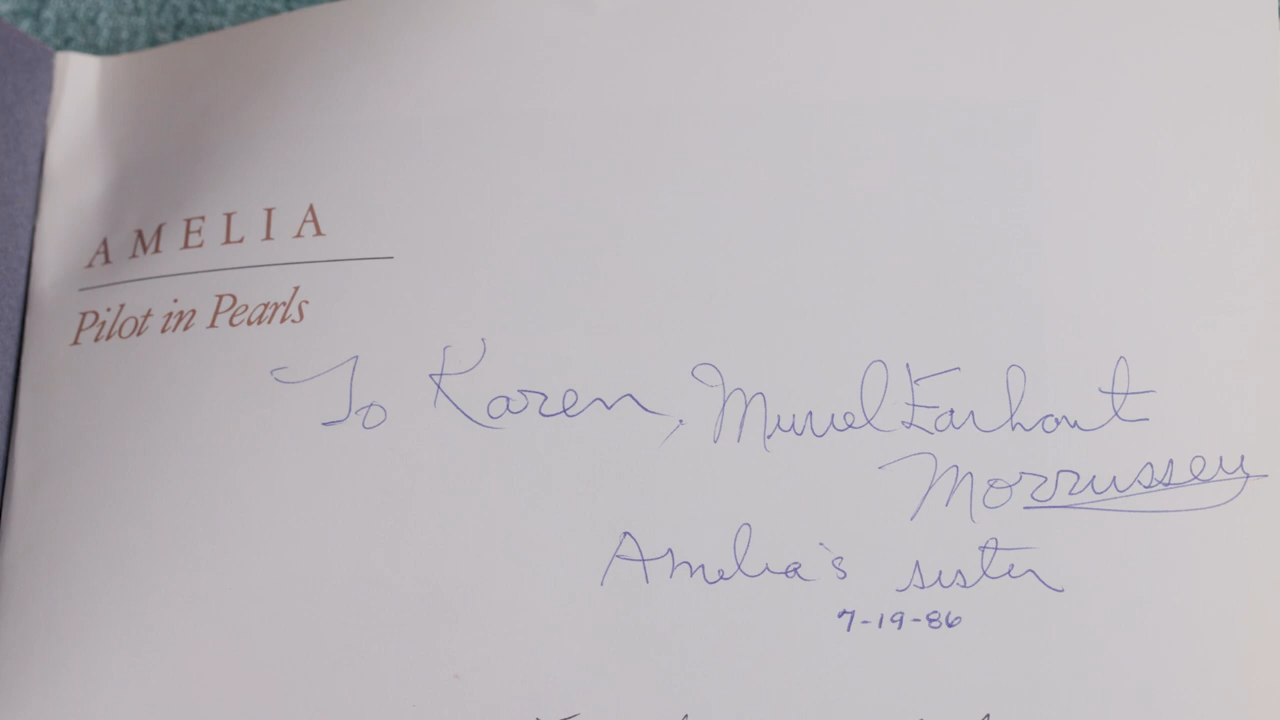 AMELIA
Pilot in Pearls
To Karen, Muriel Earhart
Morrissey
Amelia's sister
7-19-86